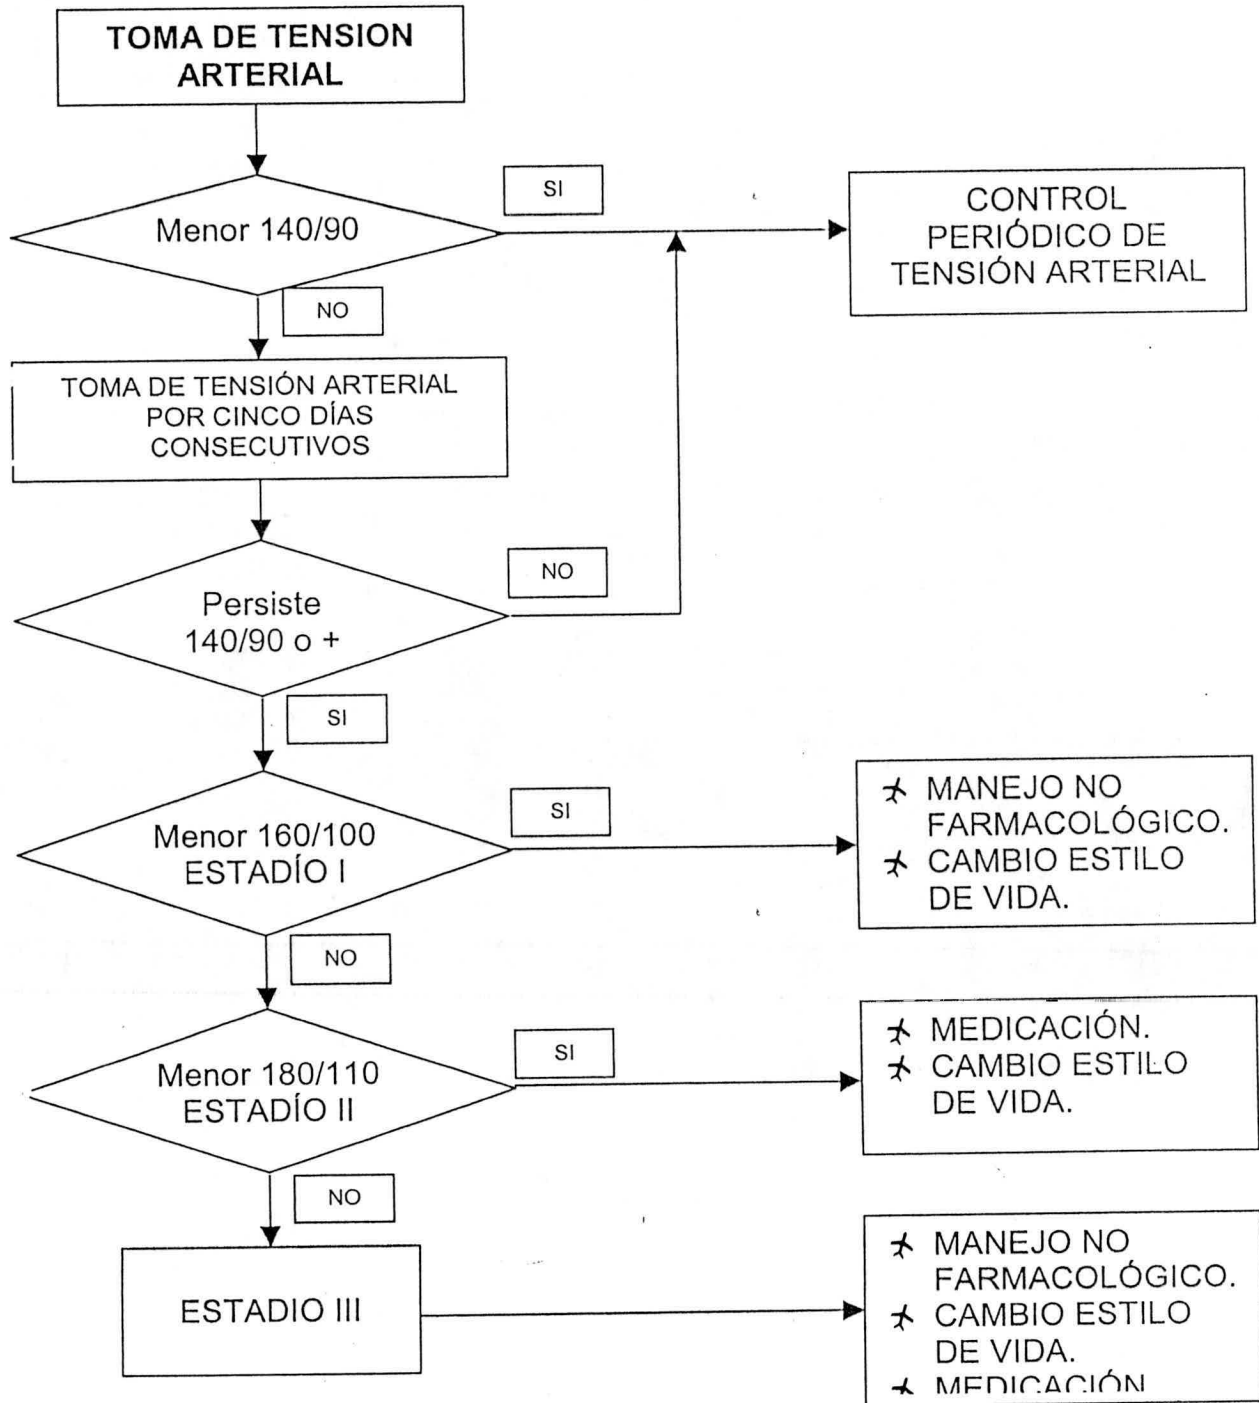 TOMA DE TENSION
ARTERIAL
SI
Menor 140/90
CONTROL
PERIÓDICO DE
TENSIÓN ARTERIAL
NO
TOMA DE TENSIÓN ARTERIAL
POR CINCO DÍAS
CONSECUTIVOS
NO
Persiste
140/90 o +
SI
Menor 160/100
ESTADÍO I
SI
MANEJO NO
FARMACOLÓGICO.
CAMBIO ESTILO
DE VIDA.
NO
Menor 180/110
ESTADÍO II
SI
MEDICACIÓN.
CAMBIO ESTILO
DE VIDA.
NO
ESTADIO III
MANEJO NO
FARMACOLÓGICO.
CAMBIO ESTILO
DE VIDA.
MEDICACIÓN